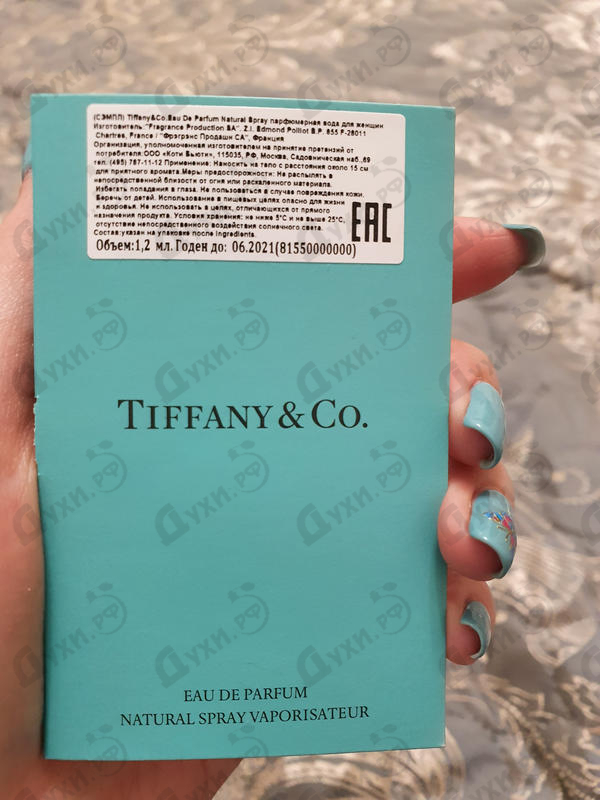 (СЭМПЛ) Tiffany&Co.Eau De Parfum Natural Spray парфюмерная вода для женщин
Изготовитель:"Fragrance Production SA", Z.I. Edmond Poillot B.P. 855 F-28011
Chartres, France / "Фрэгрэнс Продашн СА", Франция
Организация, уполномоченная изготовителем на принятие претензий от
потребителя:ООО «Коти Бьюти», 115035, РФ, Москва, Садовническая наб.,69
тел: (495) 787-11-12 Применение: Наносить на тело с расстояния около 15 см
для приятного аромата.Меры предосторожности: Не распылять в
непосредственной близости от огня или раскаленного материала.
Избегать попадания в глаза. Не пользоваться в случае повреждения кожи.
Беречь от детей. Использование в пищевых целях опасно для жизни
и здоровья. Не использовать в целях, отличающихся от прямого
назначения продукта. Условия хранения: не ниже 5°С и не выше 25°С,
отсутствие непосредственного воздействия солнечного света.
Состав:указан на упаковке после Ingredients.
EAC
Объем:1,2 мл.Годен до: 06.2021(81550000000)
TIFFANY & CO.
EAU DE PARFUM
NATURAL SPRAY VAPORISATEUR
Духи.РФ